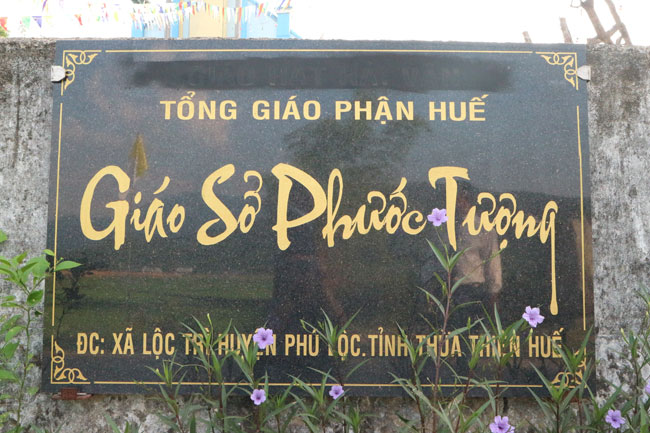 TỔNG GIÁO PHẬN HUẾ
Giáo Sở Phước Tượng
ĐC: XÃ LỘC TRÌ HUYỆN PHÚ LỘC. TỈNH THỪA THIÊN HUẾ